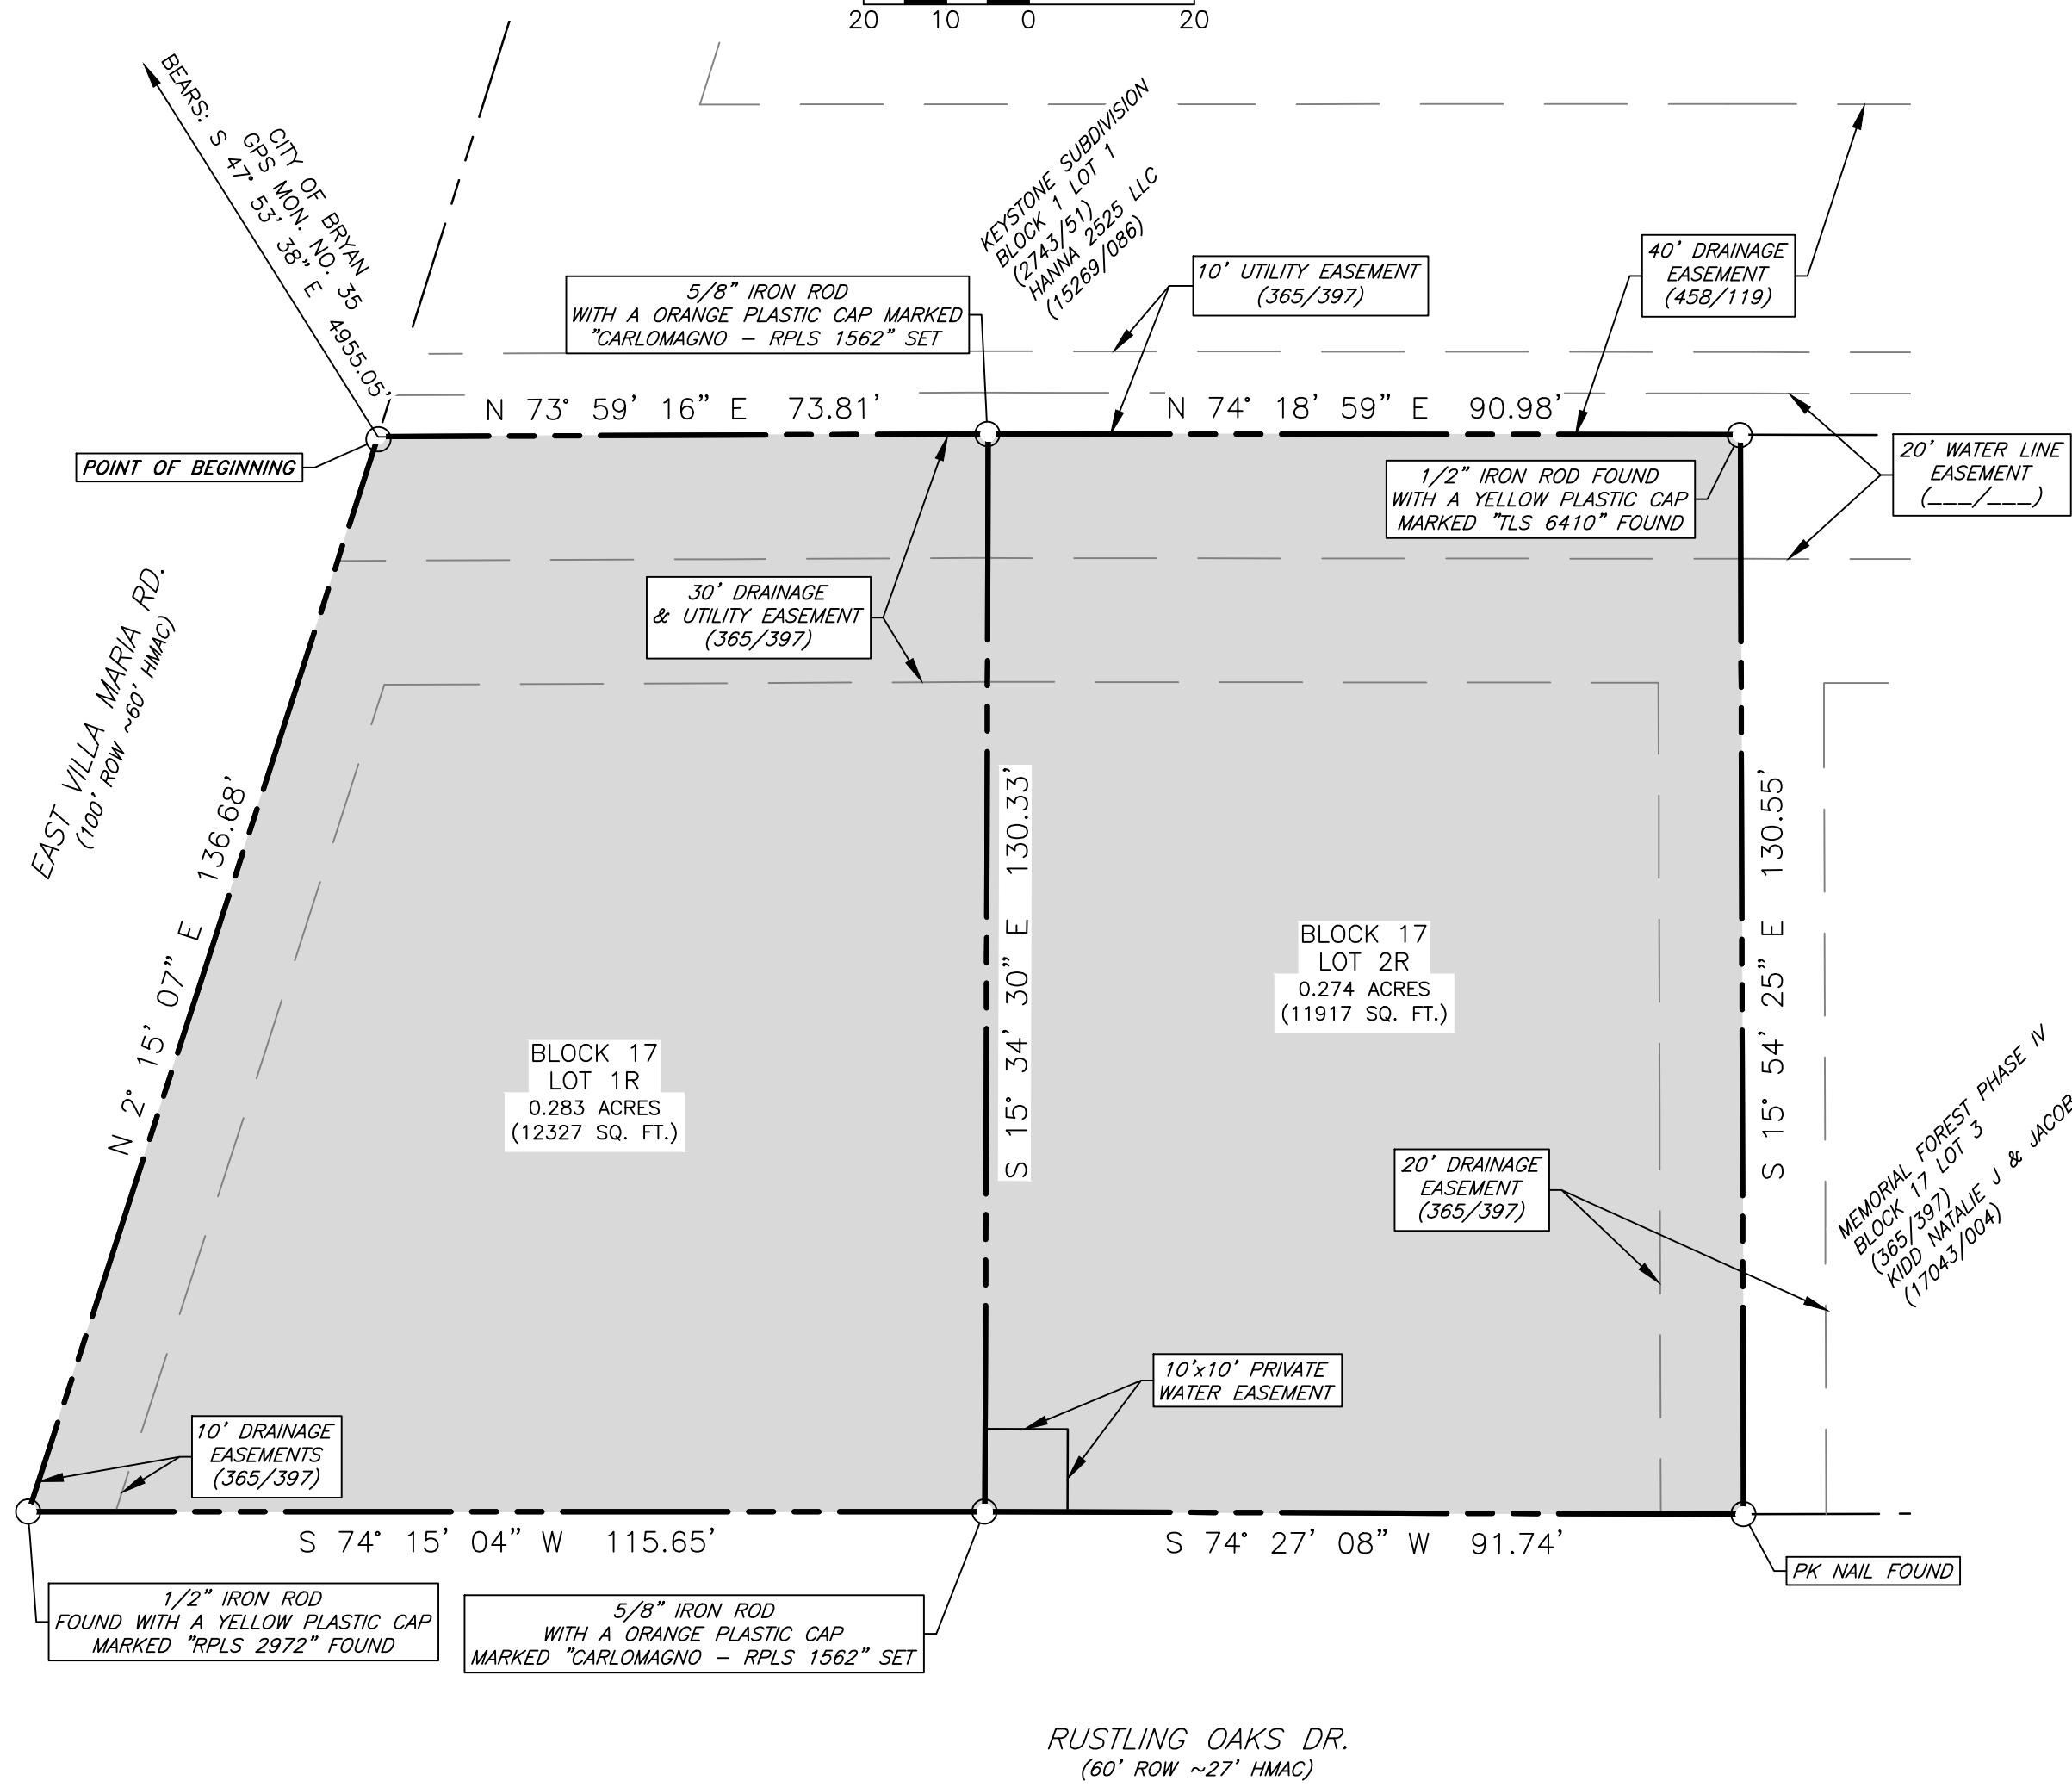 20 10 0 20
BEARS: S 47° 53' 38" E 4955.05'
CITY OF BRYAN
GPS MON. NO. 35
KEYSTONE SUBDIVISION
BLOCK 1 LOT 1
(2743/51)
HANNA 2525 LLC
(15269/086)
5/8" IRON ROD
WITH A ORANGE PLASTIC CAP MARKED
"CARLOMAGNO - RPLS 1562" SET
10' UTILITY EASEMENT
(365/397)
40' DRAINAGE
EASEMENT
(458/119)
N 73° 59' 16" E 73.81'
N 74° 18' 59" E 90.98'
POINT OF BEGINNING
1/2" IRON ROD FOUND
WITH A YELLOW PLASTIC CAP
MARKED "TLS 6410" FOUND
20' WATER LINE
EASEMENT
(___/___)
30' DRAINAGE
& UTILITY EASEMENT
(365/397)
EAST VILLA MARIA RD.
(100' ROW ~60' HMAC)
N 2° 15' 07" E 136.68'
S 15° 34' 30" E 130.33'
S 15° 54' 25" E 130.55'
BLOCK 17
LOT 2R
0.274 ACRES
(11917 SQ. FT.)
BLOCK 17
LOT 1R
0.283 ACRES
(12327 SQ. FT.)
20' DRAINAGE
EASEMENT
(365/397)
MEMORIAL FOREST PHASE IV
BLOCK 17 LOT 3
(365/397)
KIDD NATALIE J & JACOB
(17043/004)
10'x10' PRIVATE
WATER EASEMENT
10' DRAINAGE
EASEMENTS
(365/397)
S 74° 15' 04" W 115.65'
S 74° 27' 08" W 91.74'
PK NAIL FOUND
1/2" IRON ROD
FOUND WITH A YELLOW PLASTIC CAP
MARKED "RPLS 2972" FOUND
5/8" IRON ROD
WITH A ORANGE PLASTIC CAP
MARKED "CARLOMAGNO - RPLS 1562" SET
RUSTLING OAKS DR.
(60' ROW ~27' HMAC)